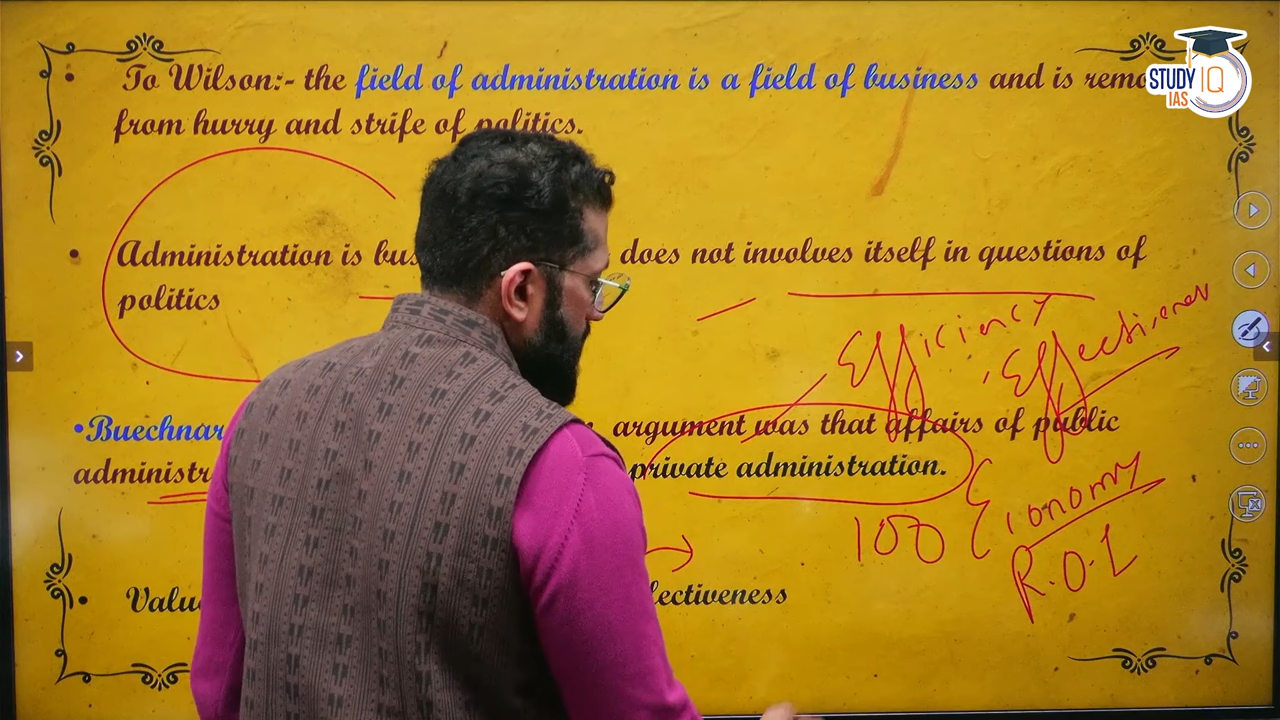 To Wilson:- the field of administration is a field of business and is remo
from hurry and strife of politics.
STUDY IQ
IAS
Administration is bus does not involves itself in questions of
politics
Efficiency
Effectiveness
•Buechnar argument was that affairs of public
administr private administration.
100 Economy
R.O.I
Valu ectiveness